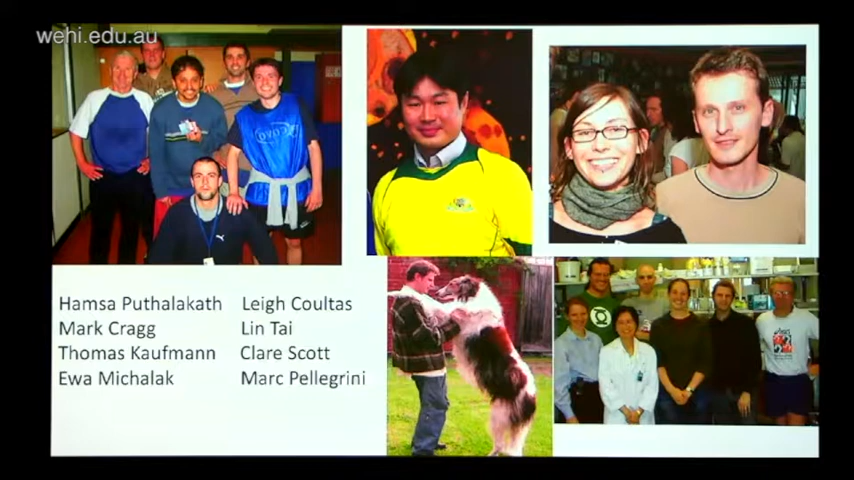 wehi.edu.au
Hamsa Puthalakath
Leigh Coultas
Mark Cragg
Lin Tai
Thomas Kaufmann
Clare Scott
Ewa Michalak
Marc Pellegrini